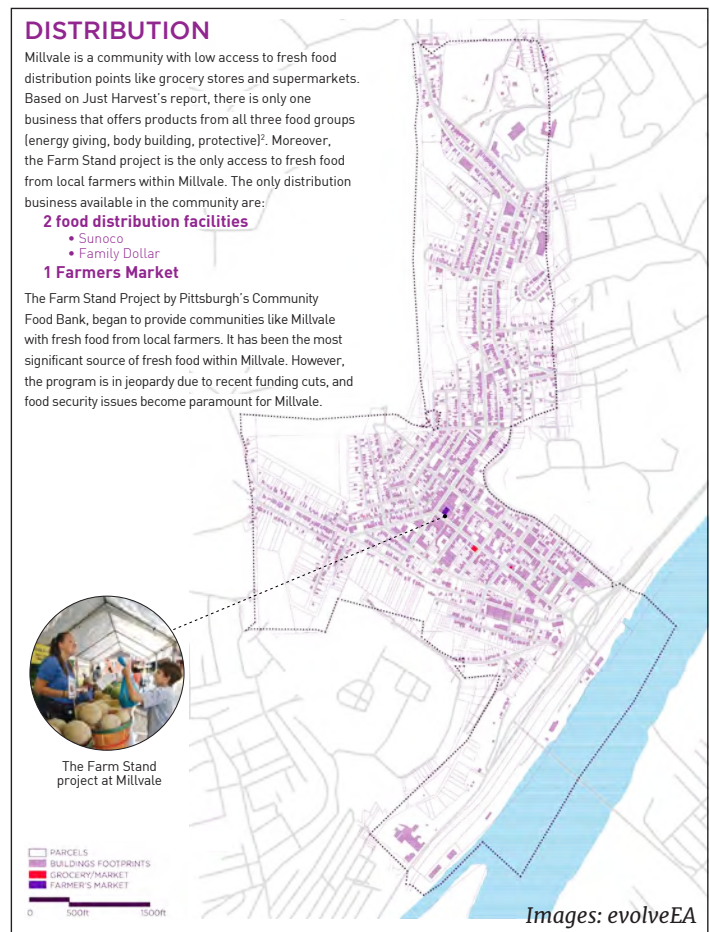 DISTRIBUTION
Millvale is a community with low access to fresh food
distribution points like grocery stores and supermarkets.
Based on Just Harvest's report, there is only one
business that offers products from all three food groups
(energy giving, body building, protective)². Moreover,
the Farm Stand project is the only access to fresh food
from local farmers within Millvale. The only distribution
business available in the community are:
2 food distribution facilities
• Sunoco
• Family Dollar
1 Farmers Market
The Farm Stand Project by Pittsburgh's Community
Food Bank, began to provide communities like Millvale
with fresh food from local farmers. It has been the most
significant source of fresh food within Millvale. However,
the program is in jeopardy due to recent funding cuts, and
food security issues become paramount for Millvale.
The Farm Stand
project at Millvale
PARCELS
BUILDINGS FOOTPRINTS
GROCERY/MARKET
FARMER'S MARKET
0 500ft 1500ft
Images: evolveEA